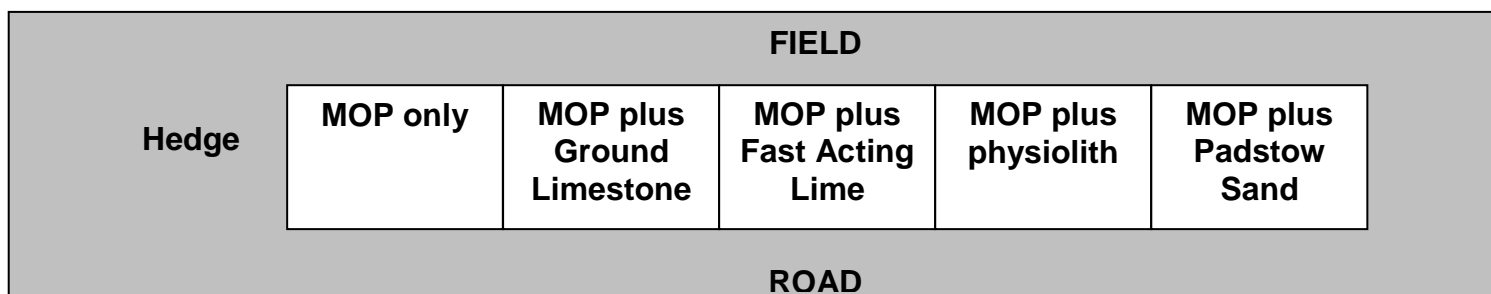 FIELD
Hedge
MOP only
MOP plus
Ground
Limestone
MOP plus
Fast Acting
Lime
MOP plus
physiolith
MOP plus
Padstow
Sand
ROAD